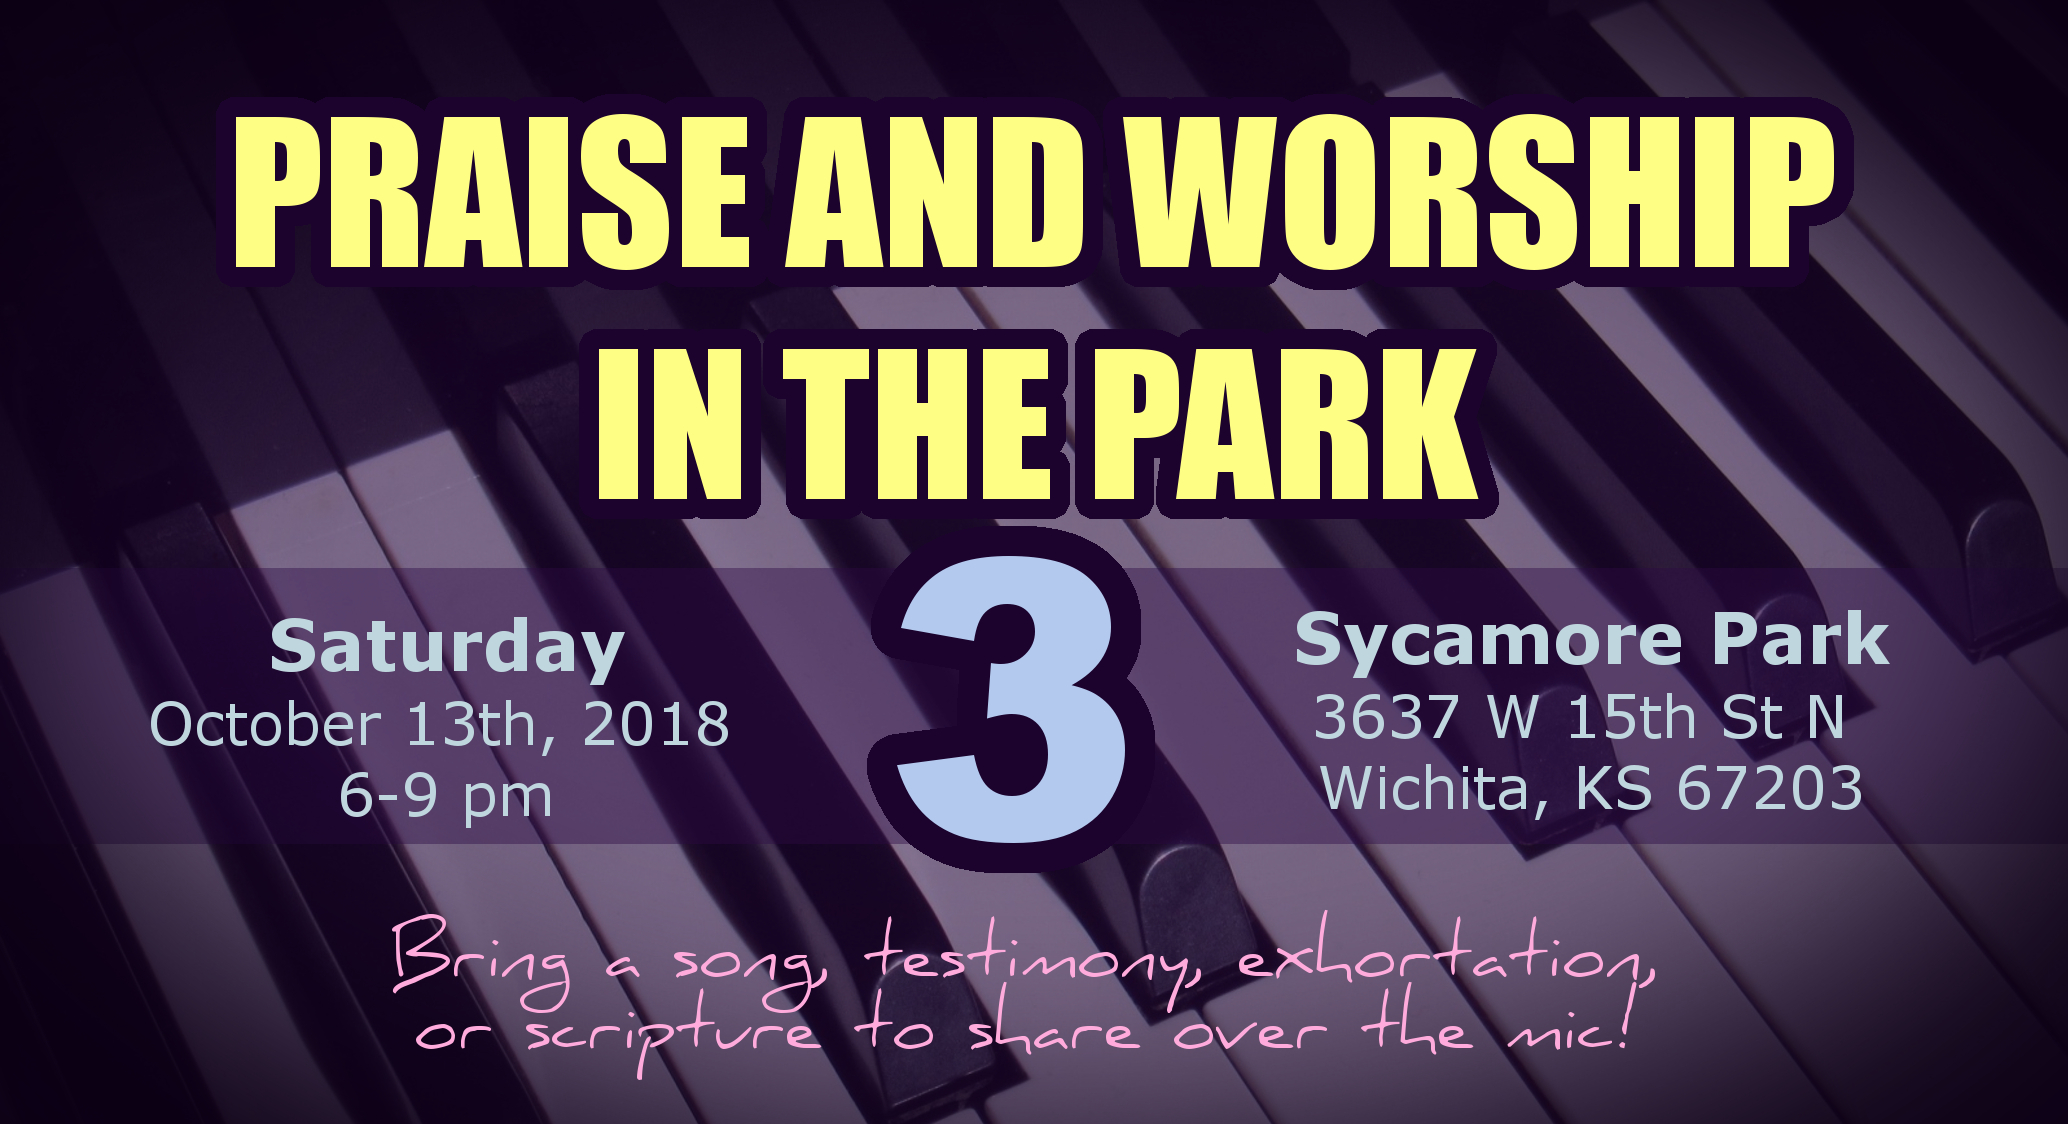 PRAISE AND WORSHIP
IN THE PARK
3
Saturday
October 13th, 2018
6-9 pm
Sycamore Park
3637 W 15th St N
Wichita, KS 67203
Bring a song, testimony, exhortation,
or scripture to share over the mic!